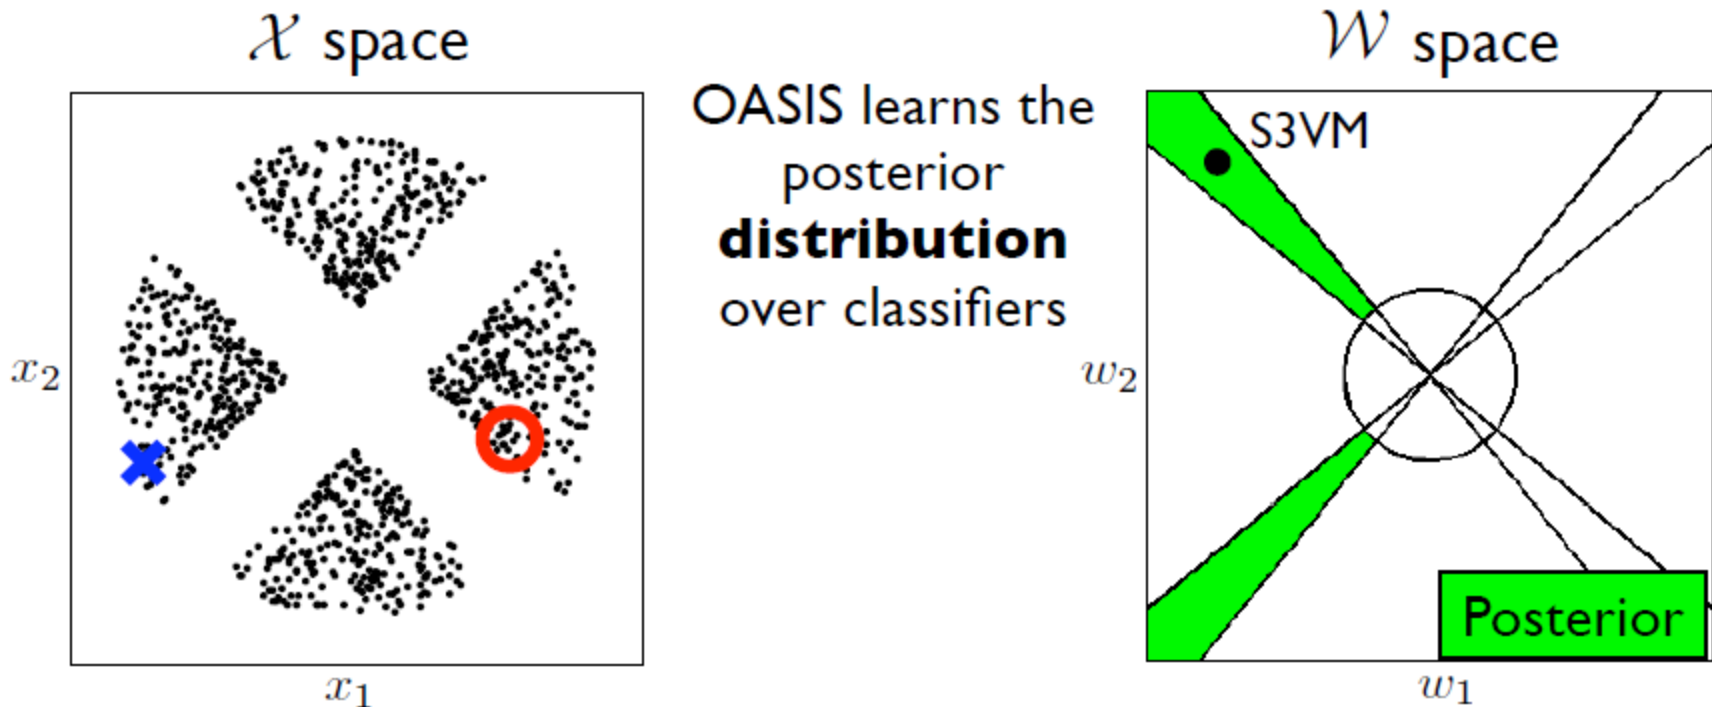 𝒳 space
x₂
x₁
OASIS learns the
posterior
distribution
over classifiers
𝒲 space
S3VM
w₂
Posterior
w₁